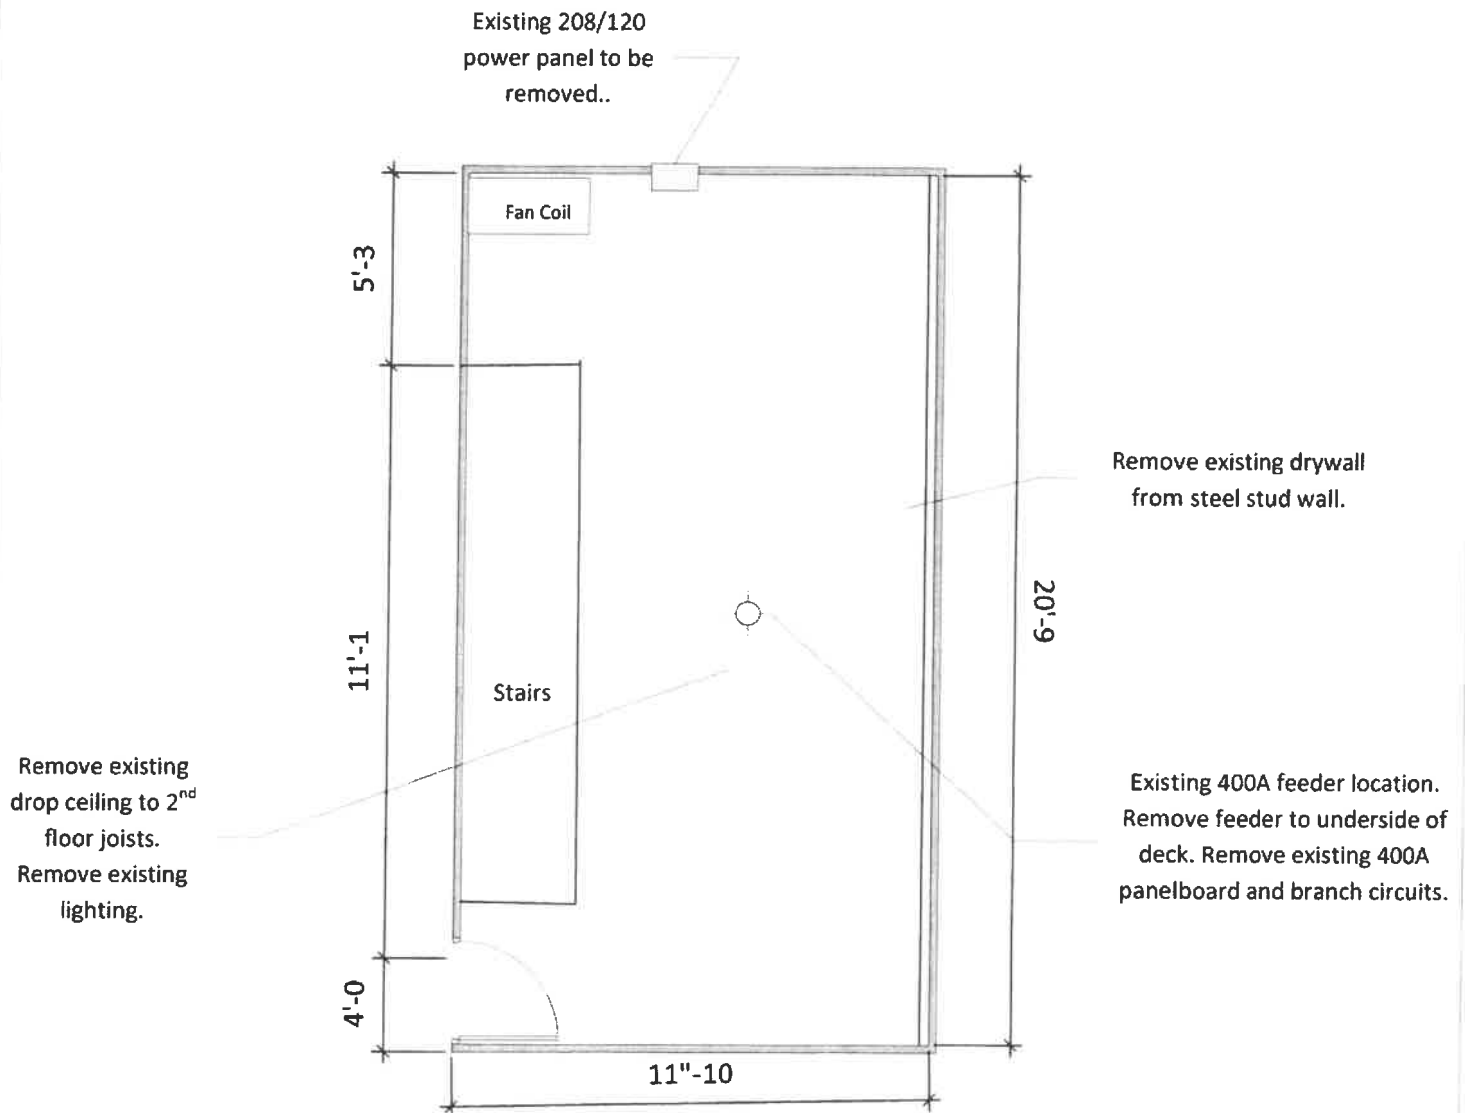 Existing 208/120
power panel to be
removed..
Fan Coil
5'-3
Remove existing drywall
from steel stud wall.
20'-9
11'-1
Stairs
Remove existing
drop ceiling to 2nd
floor joists.
Remove existing
lighting.
Existing 400A feeder location.
Remove feeder to underside of
deck. Remove existing 400A
panelboard and branch circuits.
4'-0
11"-10